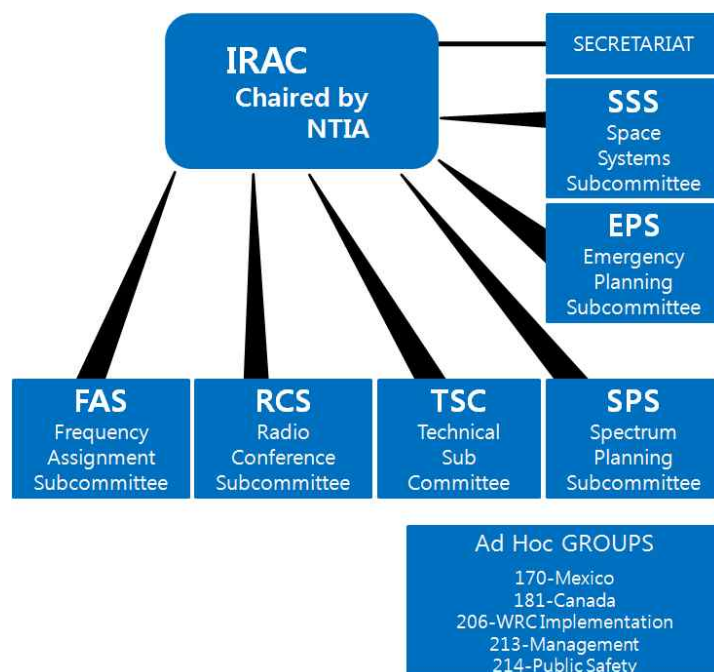 IRAC
Chaired by
NTIA
SECRETARIAT
SSS
Space
Systems
Subcommittee
EPS
Emergency
Planning
Subcommittee
FAS
Frequency
Assignment
Subcommittee
RCS
Radio
Conference
Subcommittee
TSC
Technical
Sub
Committee
SPS
Spectrum
Planning
Subcommittee
Ad Hoc GROUPS
170-Mexico
181-Canada
206-WRC Implementation
213-Management
214-Public Safety